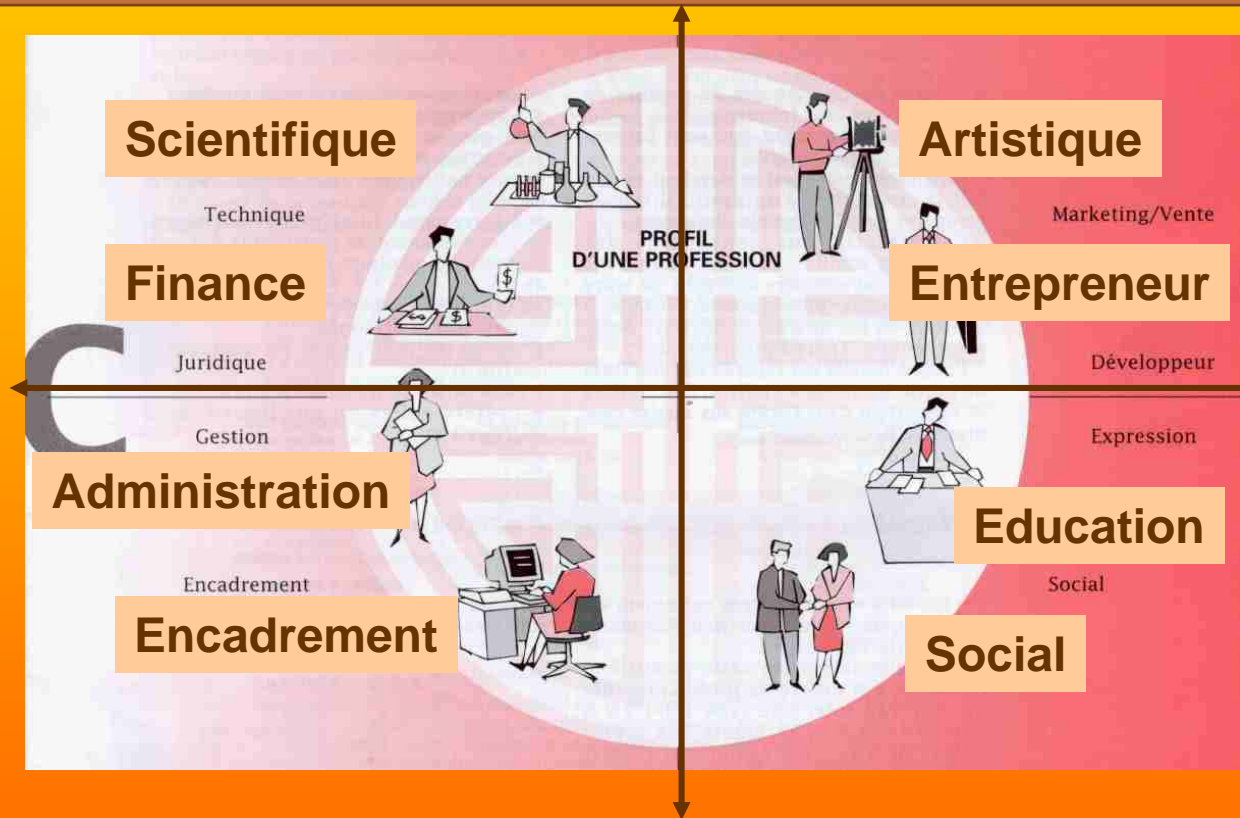 Scientifique
Artistique
Technique
Marketing/Vente
PROFIL
D'UNE PROFESSION
Finance
Entrepreneur
$
$
Juridique
Développeur
C
Gestion
Expression
Administration
Education
Encadrement
Social
Encadrement
Social